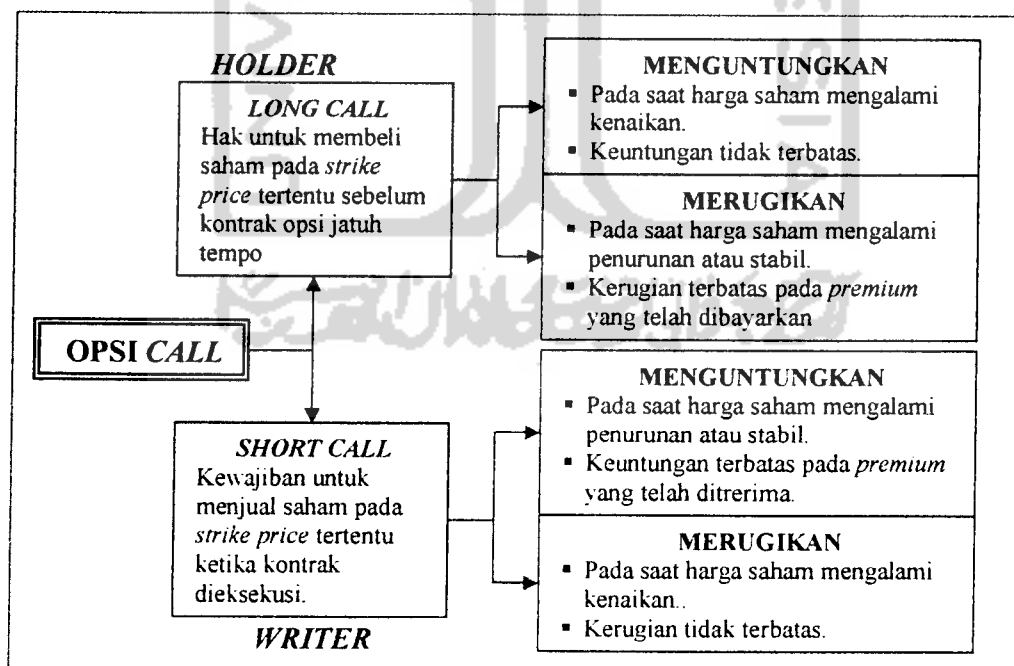 HOLDER
LONG CALL
Hak untuk membeli
saham pada strike
price tertentu sebelum
kontrak opsi jatuh
tempo
MENGUNTUNGKAN
▪ Pada saat harga saham mengalami
kenaikan.
▪ Keuntungan tidak terbatas.
MERUGIKAN
▪ Pada saat harga saham mengalami
penurunan atau stabil.
▪ Kerugian terbatas pada premium
yang telah dibayarkan
OPSI CALL
SHORT CALL
Kewajiban untuk
menjual saham pada
strike price tertentu
ketika kontrak
dieksekusi.
WRITER
MENGUNTUNGKAN
▪ Pada saat harga saham mengalami
penurunan atau stabil.
▪ Keuntungan terbatas pada premium
yang telah ditrerima.
MERUGIKAN
▪ Pada saat harga saham mengalami
kenaikan..
▪ Kerugian tidak terbatas.